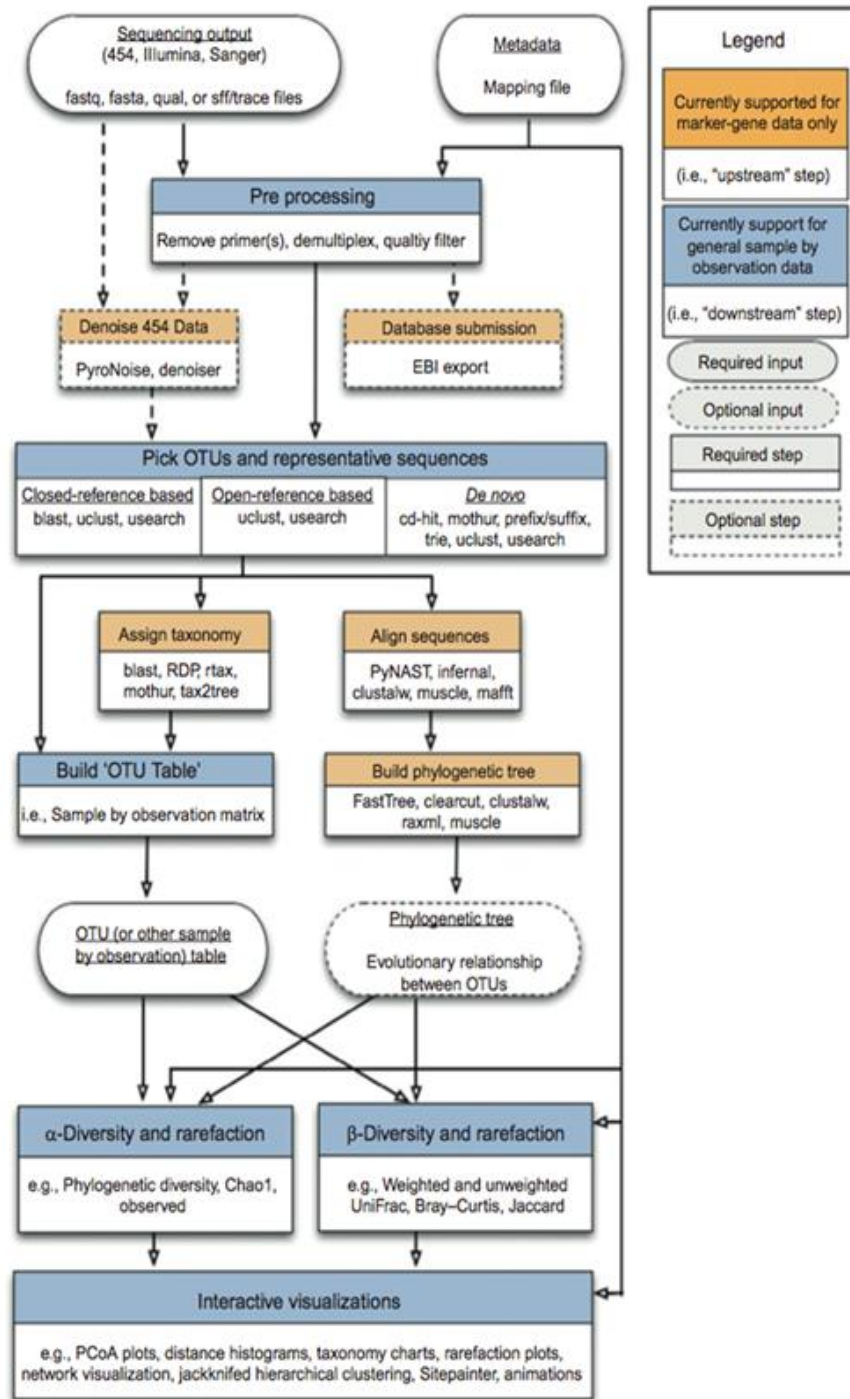 Sequencing output
(454, Illumina, Sanger)
fastq, fasta, qual, or sff/trace files
Metadata
Mapping file
Pre processing
Remove primer(s), demultiplex, qualtiy filter
Denoise 454 Data
PyroNoise, denoiser
Database submission
EBI export
Pick OTUs and representative sequences
Closed-reference based
blast, uclust, usearch
Open-reference based
uclust, usearch
De novo
cd-hit, mothur, prefix/suffix,
trie, uclust, usearch
Assign taxonomy
blast, RDP, rtax,
mothur, tax2tree
Align sequences
PyNAST, infernal,
clustalw, muscle, mafft
Build 'OTU Table'
i.e., Sample by observation matrix
Build phylogenetic tree
FastTree, clearcut, clustalw,
raxml, muscle
OTU (or other sample
by observation) table
Phylogenetic tree
Evolutionary relationship
between OTUs
α-Diversity and rarefaction
e.g., Phylogenetic diversity, Chao1,
observed
β-Diversity and rarefaction
e.g., Weighted and unweighted
UniFrac, Bray–Curtis, Jaccard
Interactive visualizations
e.g., PCoA plots, distance histograms, taxonomy charts, rarefaction plots,
network visualization, jackknifed hierarchical clustering, Sitepainter, animations
Legend
Currently supported for
marker-gene data only
(i.e., "upstream" step)
Currently support for
general sample by
observation data
(i.e., "downstream" step)
Required input
Optional input
Required step
Optional step